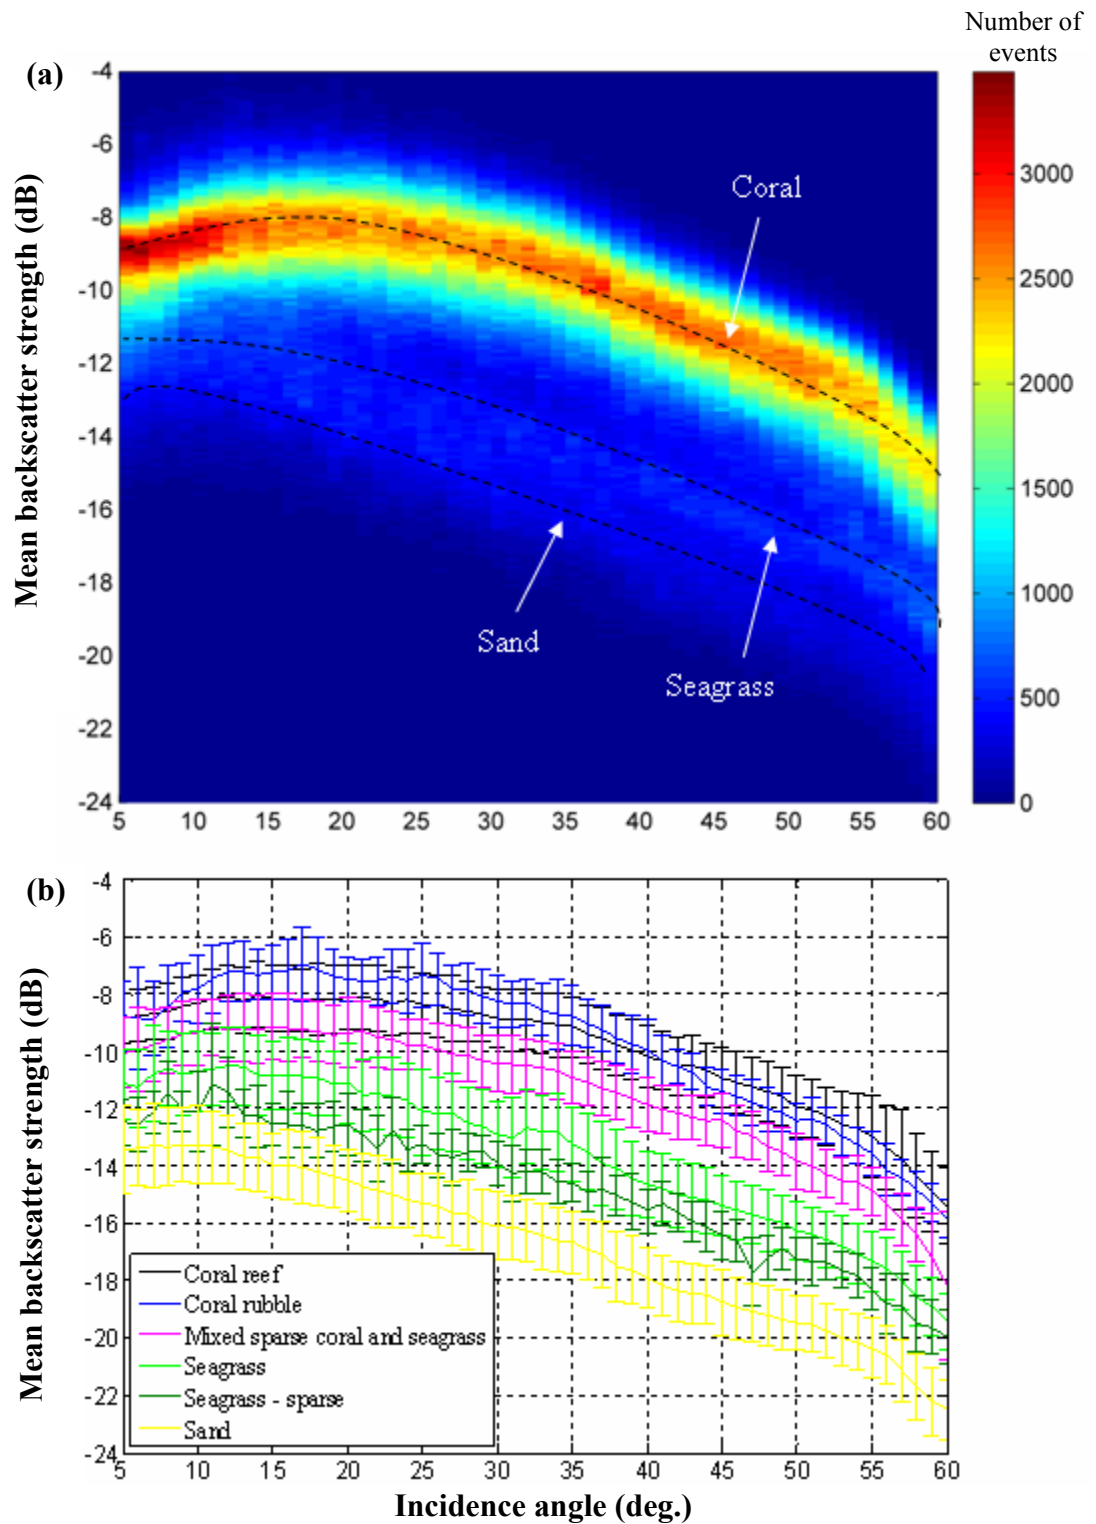 Number of
events
(a)
-4
-6
-8
-10
-12
-14
-16
-18
-20
-22
-24
Mean backscatter strength (dB)
Coral
Sand
Seagrass
3000
2500
2000
1500
1000
500
0
5 10 15 20 25 30 35 40 45 50 55 60
(b)
-4
-6
-8
-10
-12
-14
-16
-18
-20
-22
-24
Mean backscatter strength (dB)
Coral reef
Coral rubble
Mixed sparse coral and seagrass
Seagrass
Seagrass - sparse
Sand
5 10 15 20 25 30 35 40 45 50 55 60
Incidence angle (deg.)